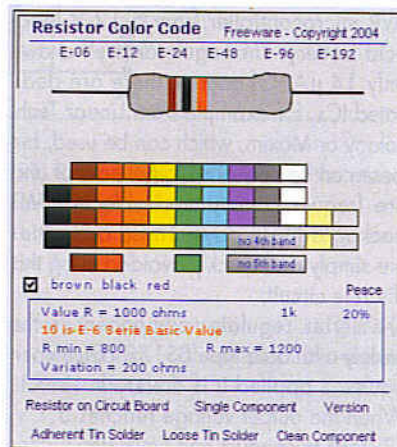 Resistor Color Code Freeware - Copyright 2004
E-06 E-12 E-24 E-48 E-96 E-192
no 4th band
no 5th band
brown black red Peace
Value R = 1000 ohms 1k 20%
10 is E-6 Serie Basic Value
R min = 800 R max = 1200
Variation = 200 ohms
Resistor on Circuit Board Single Component Version
Adherent Tin Solder Loose Tin Solder Clean Component